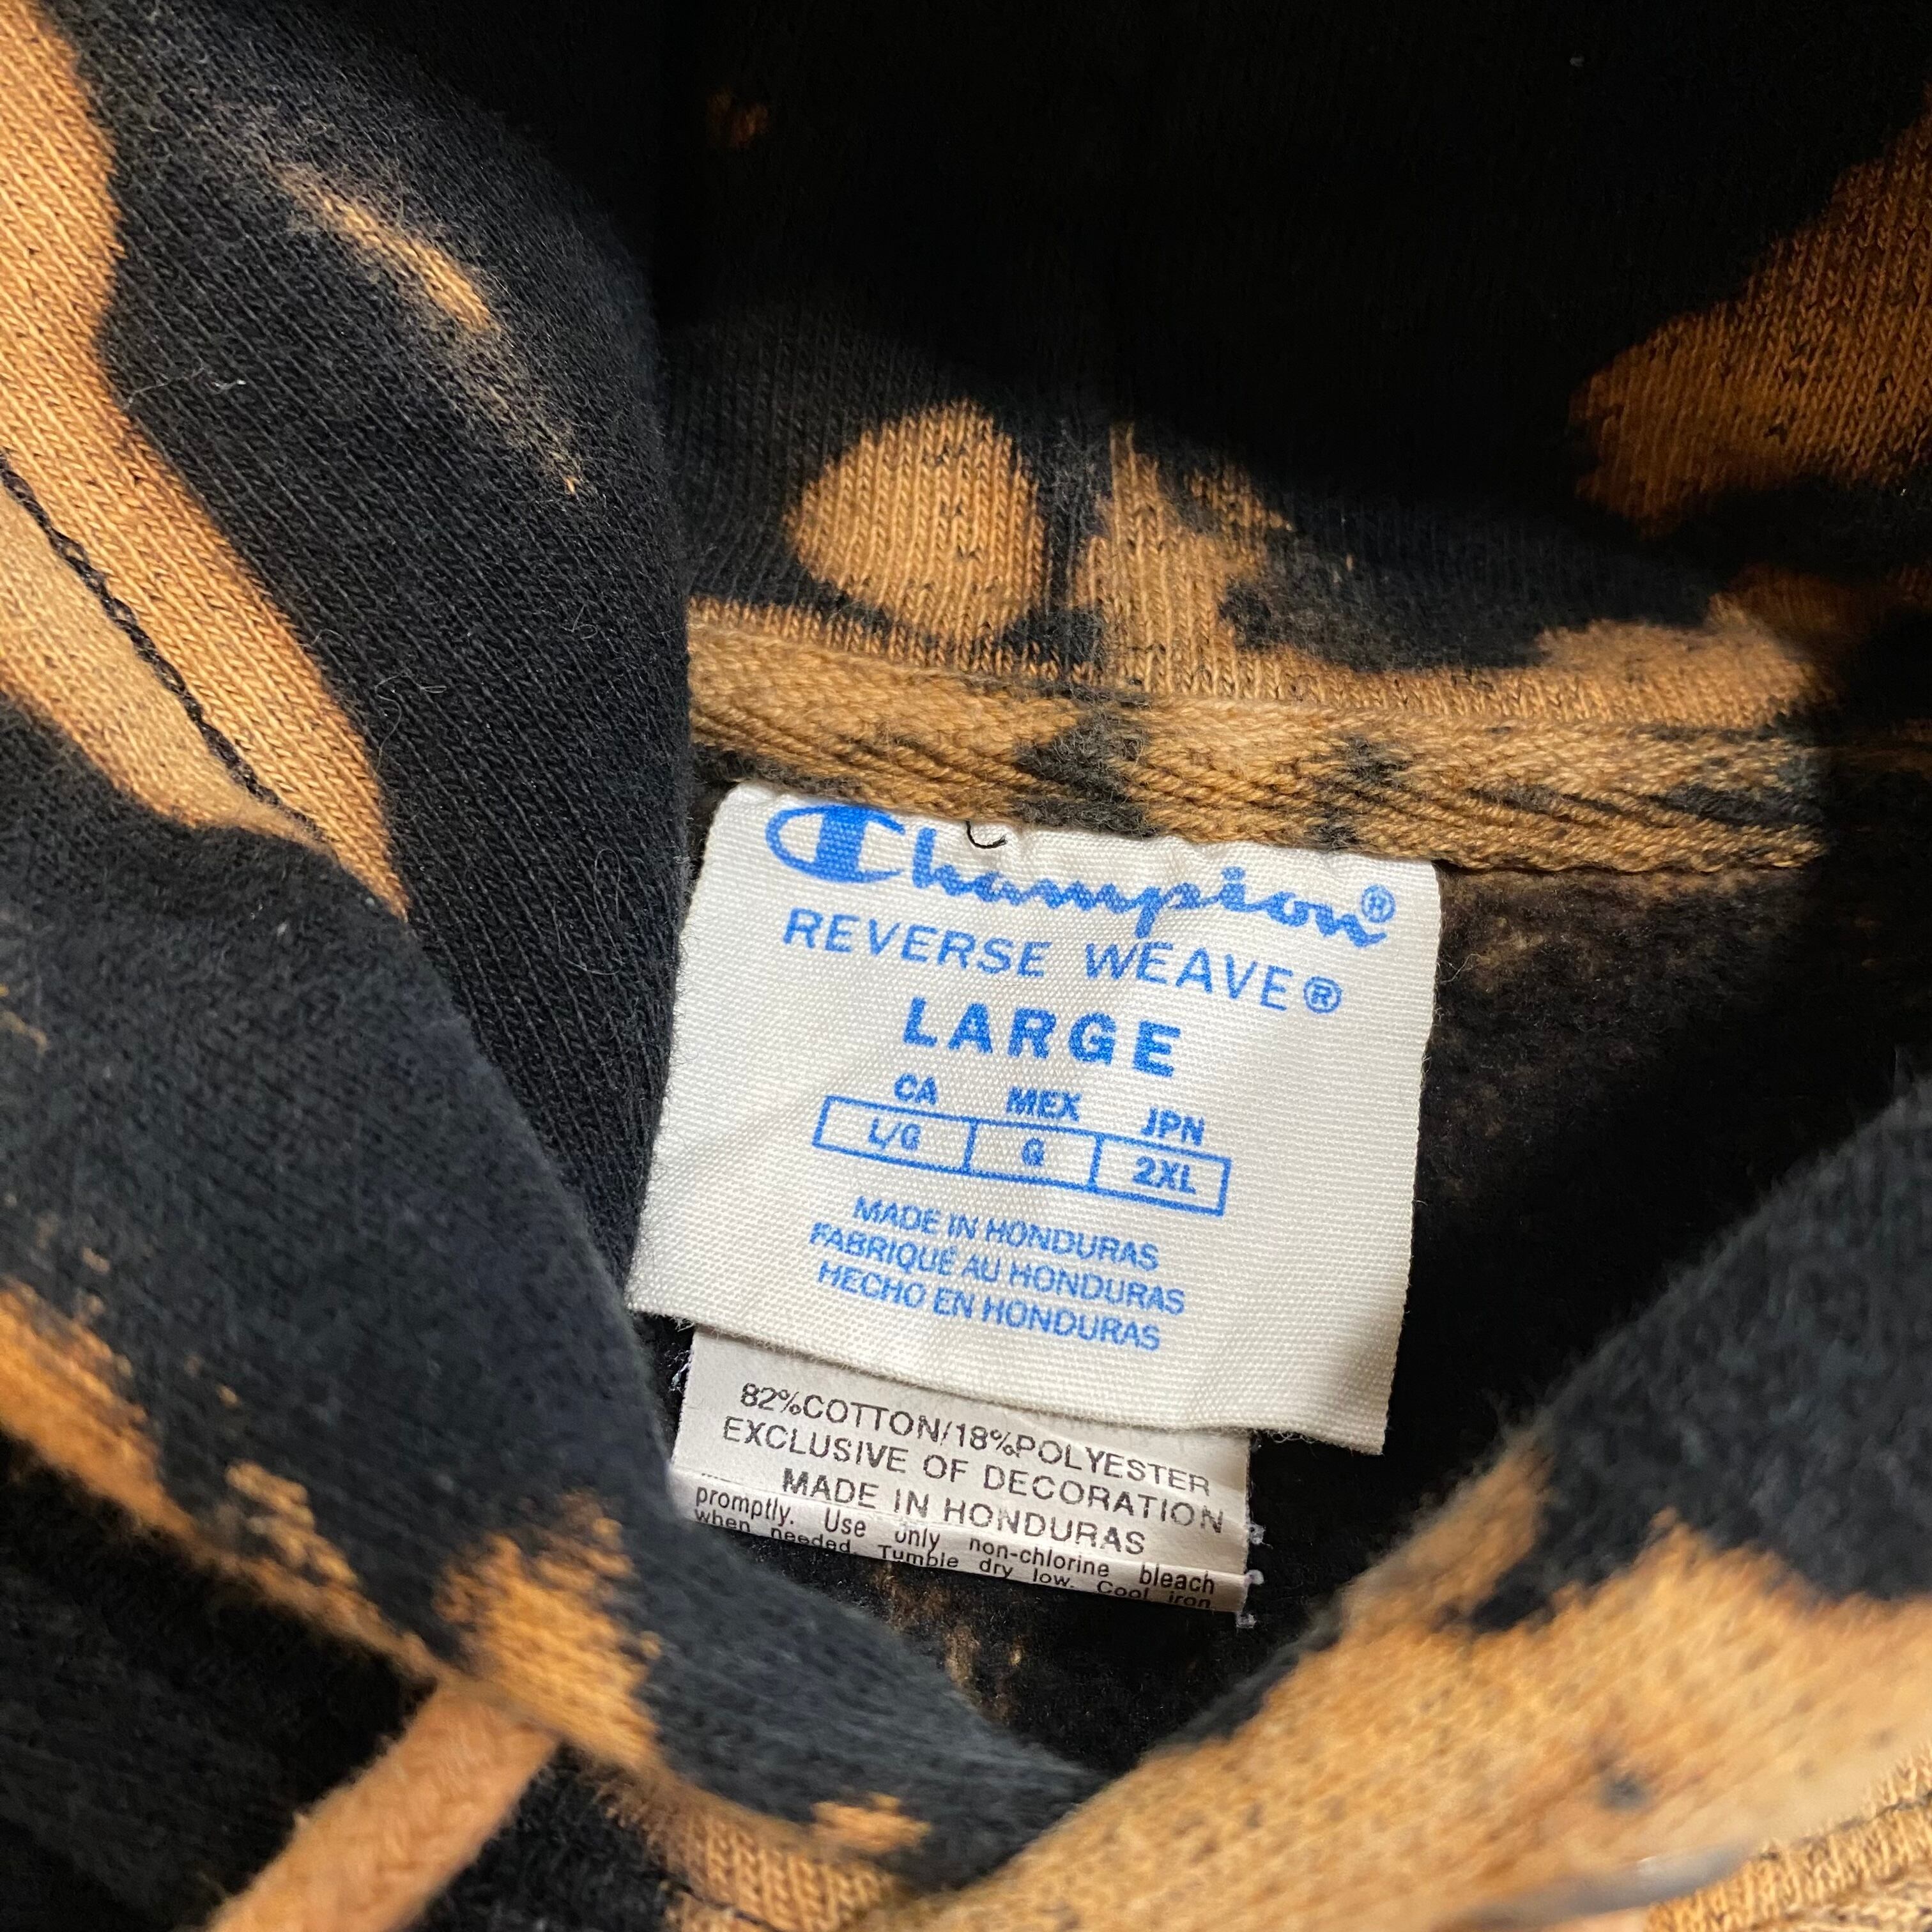 Champion®
REVERSE WEAVE®
LARGE
CA MEX JPN
L/G G 2XL
MADE IN HONDURAS
FABRIQUÉ AU HONDURAS
HECHO EN HONDURAS
82%COTTON/18%POLYESTER
EXCLUSIVE OF DECORATION
MADE IN HONDURAS
promptly. Use only non-chlorine bleach
when needed. Tumble dry low. Cool iron